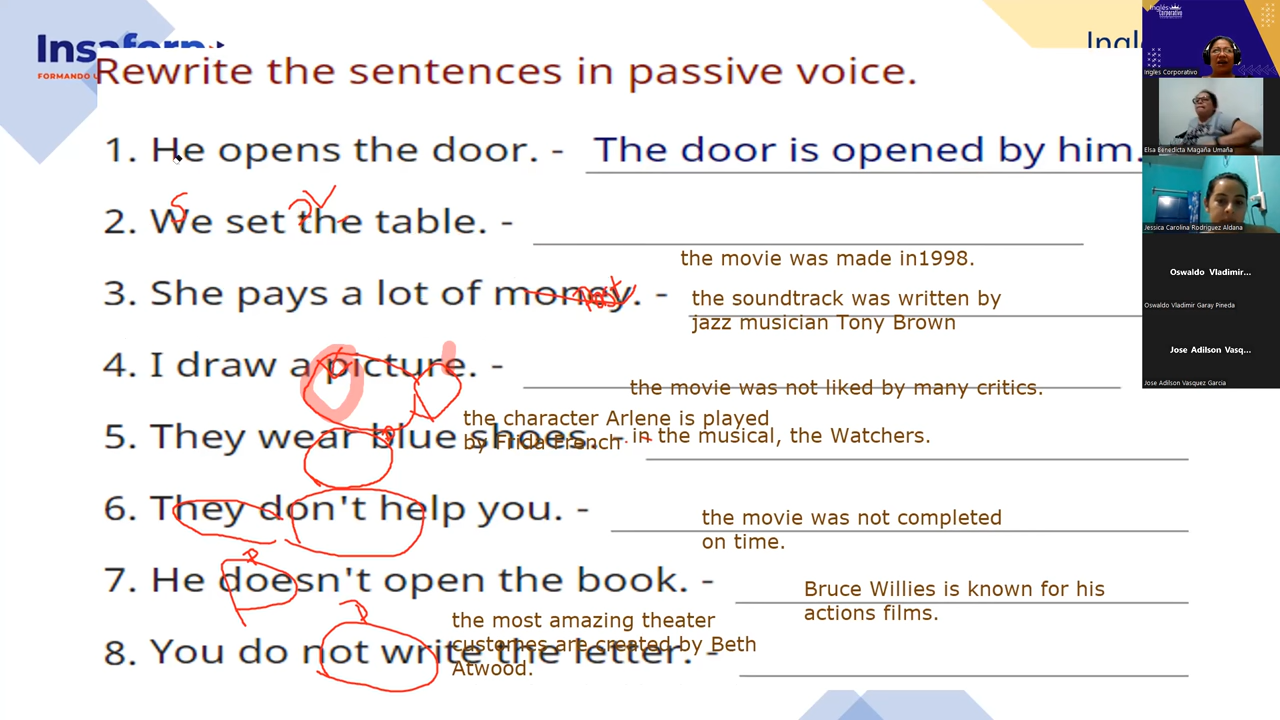 Insaforp
FORMANDO U
Ingl
Rewrite the sentences in passive voice.
1. He opens the door. - The door is opened by him.
S
PV
2. We set the table. -
the movie was made in1998.
3. She pays a lot of money. -
Past
the soundtrack was written by
jazz musician Tony Brown
4. I draw a picture. -
the movie was not liked by many critics.
5. They wear blue shoes. -
the character Arlene is played
by Frida French - in the musical, the Watchers.
6. They don't help you. -
the movie was not completed
on time.
7. He doesn't open the book. -
P
Bruce Willies is known for his
actions films.
8. You do not write the letter. -
P
the most amazing theater
customes are created by Beth
Atwood.
Inglés
corporativo
Ingles Corporativo
Elsa Benedicta Magaña Umaña
Jessica Carolina Rodriguez Aldana
Oswaldo Vladimir...
Oswaldo Vladimir Garay Pineda
Jose Adilson Vasq...
Jose Adilson Vasquez Garcia